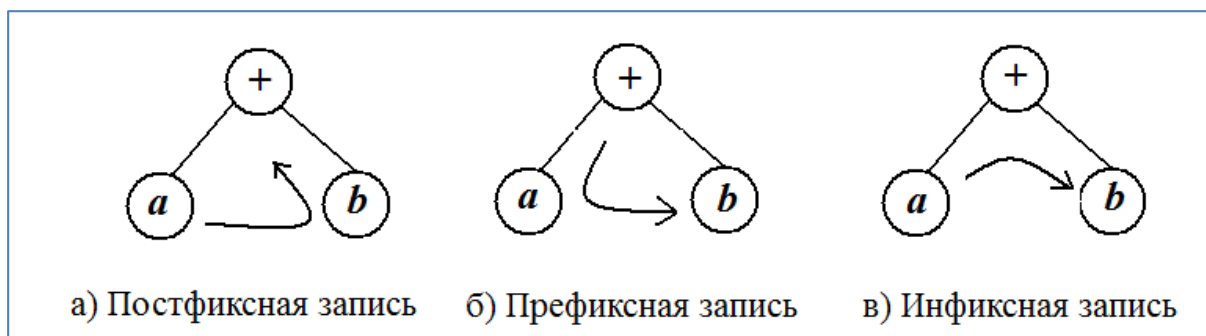 + + +
a b a b a b
а) Постфиксная запись б) Префиксная запись в) Инфиксная запись